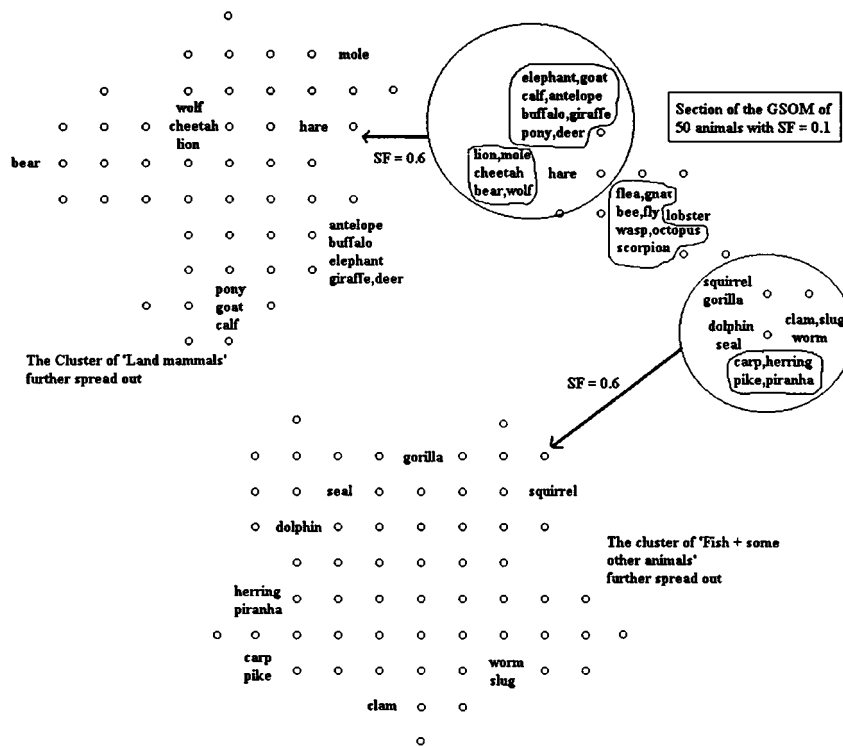 mole
wolf
cheetah
lion
hare
bear
antelope
buffalo
elephant
giraffe,deer
pony
goat
calf
The Cluster of 'Land mammals'
further spread out
SF = 0.6
elephant,goat
calf,antelope
buffalo,giraffe
pony,deer
lion,mole
cheetah
bear,wolf
hare
Section of the GSOM of
50 animals with SF = 0.1
flea,gnat
bee,fly
lobster
wasp,octopus
scorpion
squirrel
gorilla
dolphin
seal
clam,slug
worm
carp,herring
pike,piranha
SF = 0.6
gorilla
seal
squirrel
dolphin
herring
piranha
carp
pike
worm
slug
clam
The cluster of 'Fish + some
other animals'
further spread out